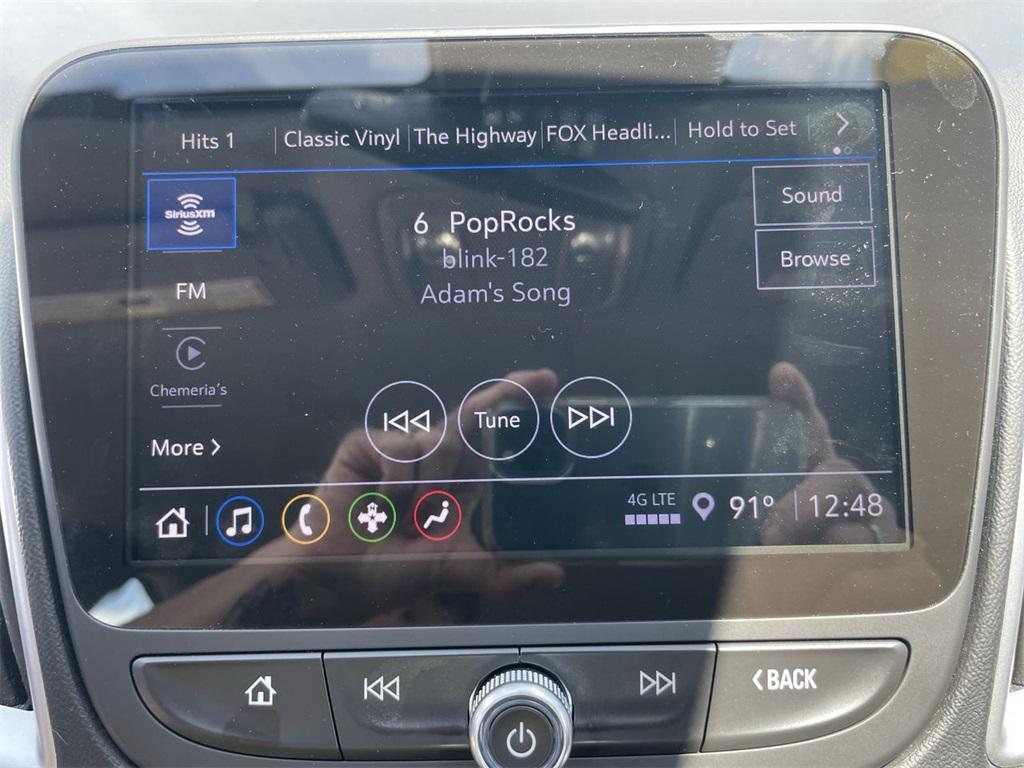 Hits 1
Classic Vinyl
The Highway
FOX Headli...
Hold to Set
SiriusXM
6 PopRocks
blink-182
Adam's Song
Sound
Browse
FM
Chemeria's
More
Tune
4G LTE
91°
12:48
BACK